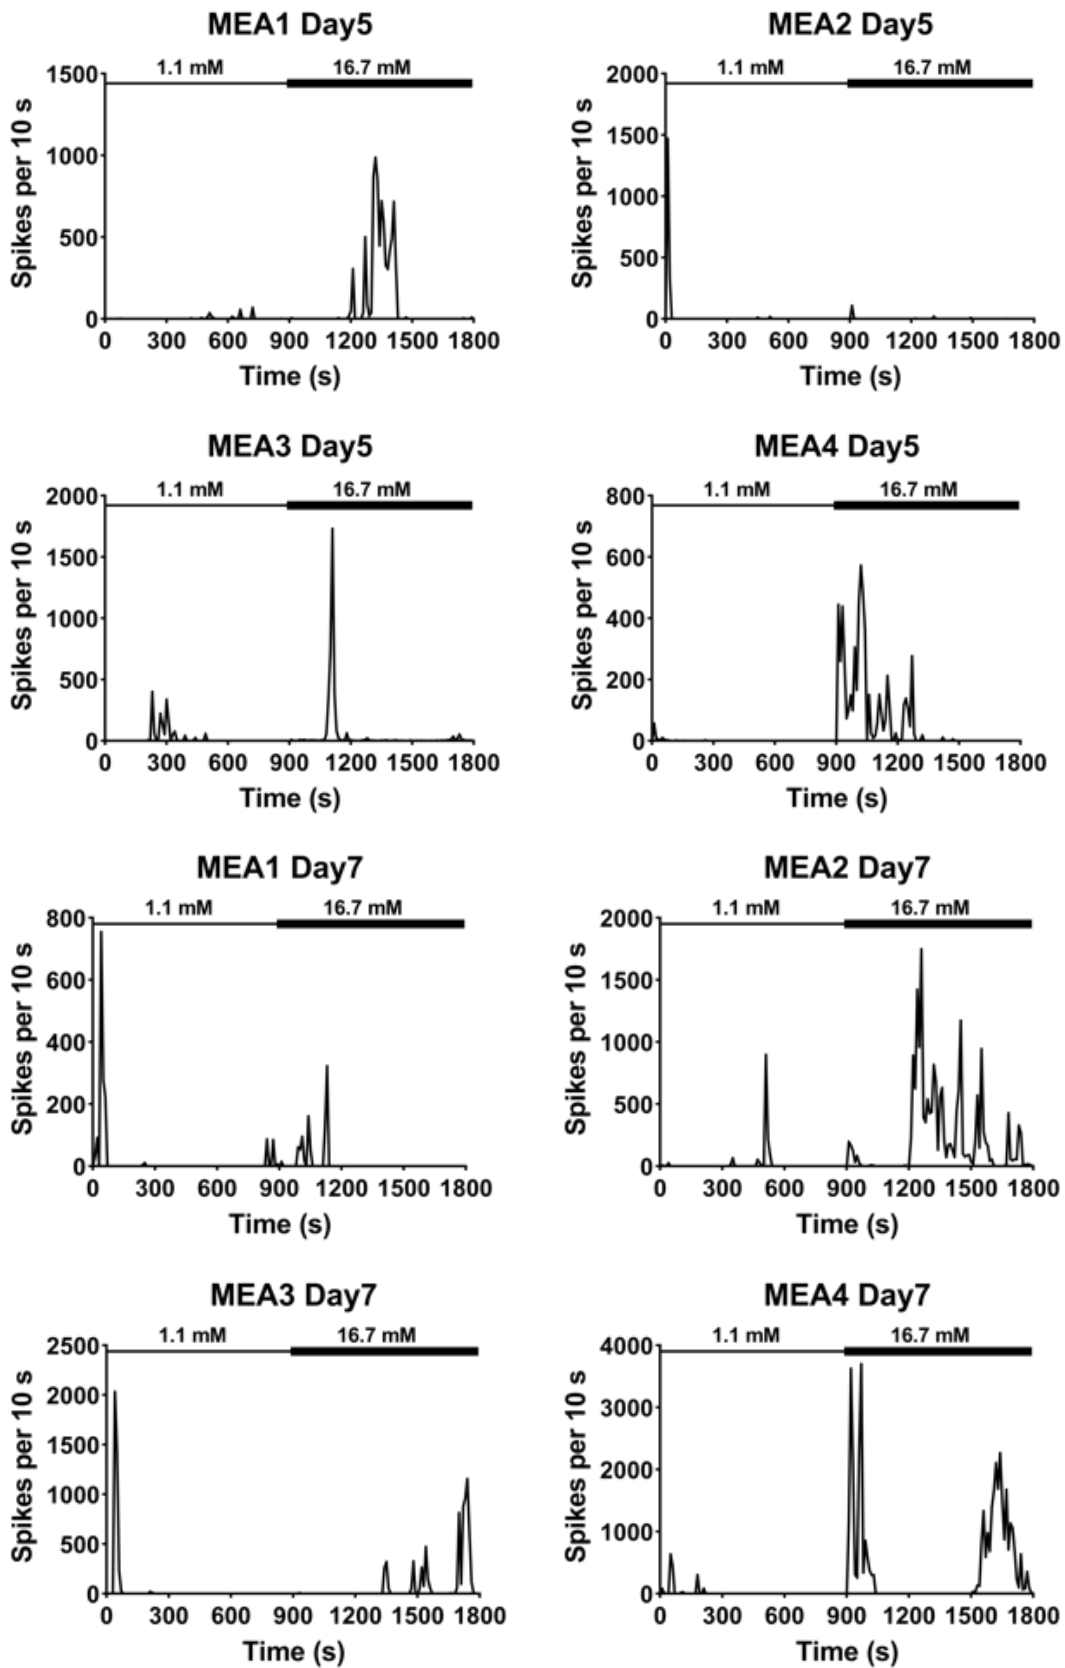 MEA1 Day5
1.1 mM 16.7 mM
1500
1000
500
0
0 300 600 900 1200 1500 1800
Spikes per 10 s
Time (s)
MEA2 Day5
1.1 mM 16.7 mM
2000
1500
1000
500
0
0 300 600 900 1200 1500 1800
Spikes per 10 s
Time (s)
MEA3 Day5
1.1 mM 16.7 mM
2000
1500
1000
500
0
0 300 600 900 1200 1500 1800
Spikes per 10 s
Time (s)
MEA4 Day5
1.1 mM 16.7 mM
800
600
400
200
0
0 300 600 900 1200 1500 1800
Spikes per 10 s
Time (s)
MEA1 Day7
1.1 mM 16.7 mM
800
600
400
200
0
0 300 600 900 1200 1500 1800
Spikes per 10 s
Time (s)
MEA2 Day7
1.1 mM 16.7 mM
2000
1500
1000
500
0
0 300 600 900 1200 1500 1800
Spikes per 10 s
Time (s)
MEA3 Day7
1.1 mM 16.7 mM
2500
2000
1500
1000
500
0
0 300 600 900 1200 1500 1800
Spikes per 10 s
Time (s)
MEA4 Day7
1.1 mM 16.7 mM
4000
3000
2000
1000
0
0 300 600 900 1200 1500 1800
Spikes per 10 s
Time (s)